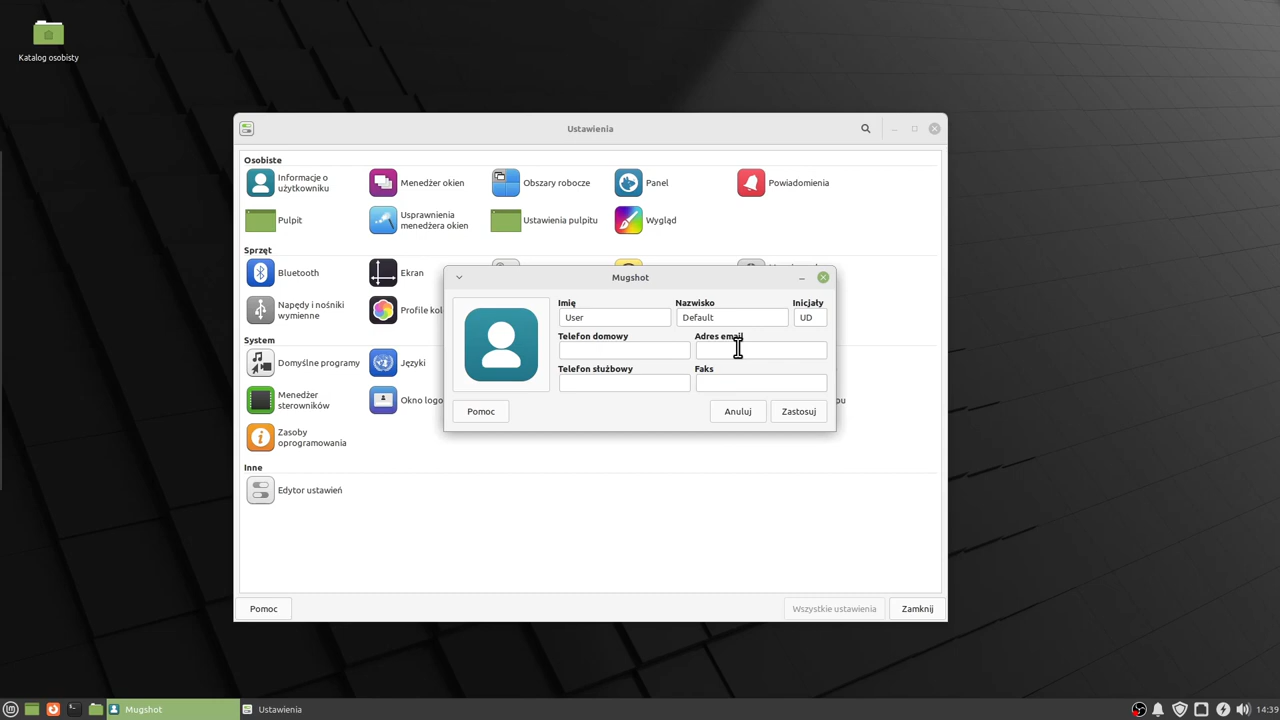 Katalog osobisty
Ustawienia
Osobiste
Informacje o
użytkowniku
Menedżer okien
Obszary robocze
Panel
Powiadomienia
Pulpit
Usprawnienia
menedżera okien
Ustawienia pulpitu
Wygląd
Sprzęt
Bluetooth
Ekran
Napędy i nośniki
wymienne
Profile kol
System
Domyślne programy
Języki
Menedżer
sterowników
Okno logo
pu
Zasoby
oprogramowania
Inne
Edytor ustawień
Pomoc
Wszystkie ustawienia
Zamknij
Mugshot
Imię
Nazwisko
Inicjały
User
Default
UD
Telefon domowy
Adres email
Telefon służbowy
Faks
Pomoc
Anuluj
Zastosuj
Mugshot
Ustawienia
14:39